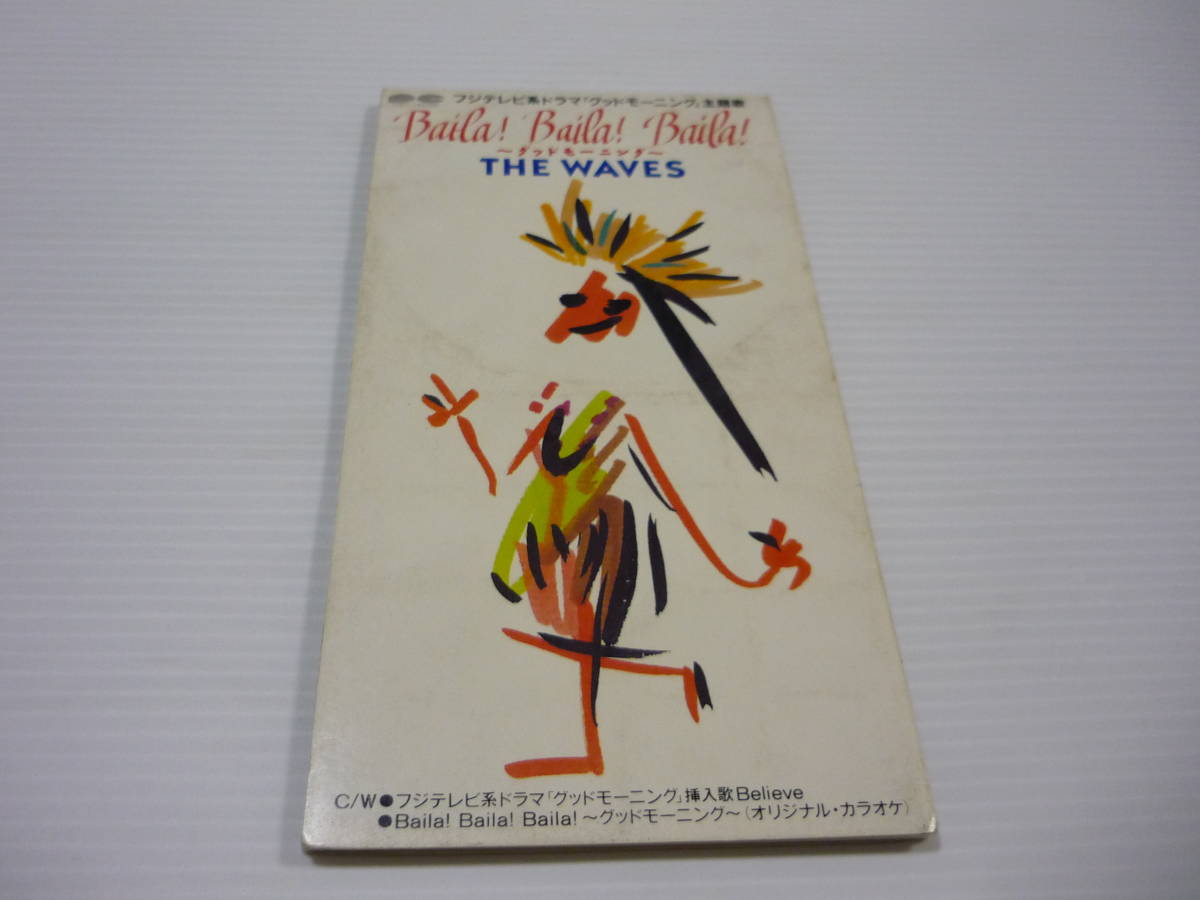 フジテレビ系ドラマ「グッドモーニング」主題歌
Baila! Baila! Baila!
～グッドモーニング～
THE WAVES
C/W●フジテレビ系ドラマ「グッドモーニング」挿入歌Believe
●Baila! Baila! Baila!～グッドモーニング～(オリジナル・カラオケ)